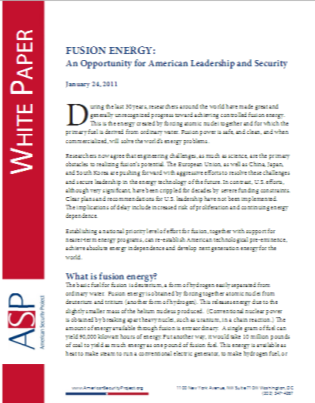 WHITE PAPER
FUSION ENERGY:
An Opportunity for American Leadership and Security
January 24, 2011
During the last 30 years, researchers around the world have made great and
generally unrecognized progress toward achieving controlled fusion energy.
This is the energy created by forcing atomic nuclei together and for which the
primary fuel is derived from ordinary water. Fusion power is safe, and clean, and when
commercialized, will solve the world's energy problems.
Researchers now agree that engineering challenges, as much as science, are the primary
obstacles to realizing fusion's potential. The European Union, as well as China, Japan,
and South Korea are pushing forward with aggressive efforts to resolve these challenges
and secure leadership in the energy technology of the future. In contrast, U.S. efforts,
although very significant, have been crippled for decades by severe funding constraints.
Clear plans and recommendations for U.S. leadership have not been implemented.
The implications of delay include increased risk of proliferation and continuing energy
dependence.
Establishing a national priority level of effort for fusion, together with support for
nearer-term energy programs, can re-establish American technological pre-eminence,
achieve absolute energy independence and develop next generation energy for the
world.
What is fusion energy?
The basic fuel for fusion is deuterium, a form of hydrogen easily separated from
ordinary water. Fusion energy is obtained by forcing together atomic nuclei from
deuterium and tritium (another form of hydrogen). This releases energy due to the
slightly smaller mass of the helium nucleus produced. (Conventional nuclear power
is obtained by breaking apart heavy nuclei, such as uranium, in a chain reaction.) The
amount of energy available through fusion is extraordinary. A single gram of fuel can
yield 90,000 kilowatt hours of energy. Put another way, it would take 10 million pounds
of coal to yield as much energy as one pound of fusion fuel. This energy is available as
heat to make steam to run a conventional electric generator, to make hydrogen fuel, or
ASP
American Security Project
www.AmericanSecurityProject.org
1100 New York Avenue, NW Suite 710W Washington, DC
(202) 347-4267